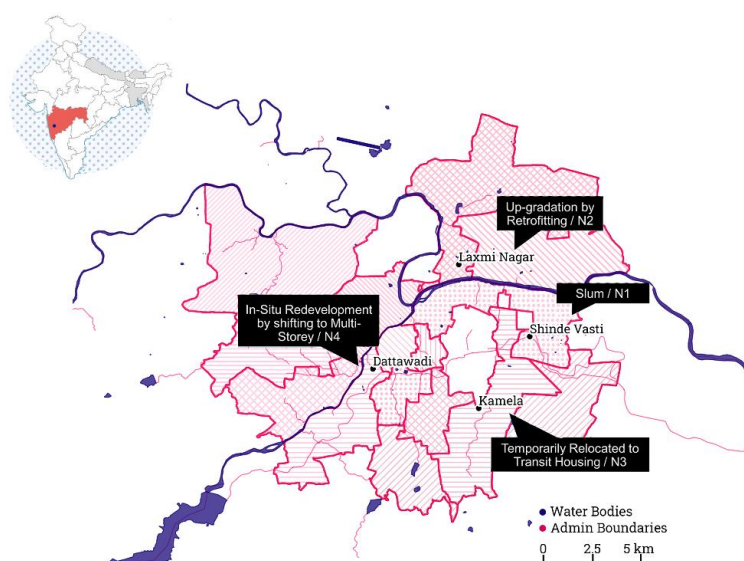 Up-gradation by
Retrofitting / N2
Laxmi Nagar
Slum / N1
In-Situ Redevelopment
by shifting to Multi-
Storey / N4
Shinde Vasti
Dattawadi
Kamela
Temporarily Relocated to
Transit Housing / N3
Water Bodies
Admin Boundaries
0 2.5 5 km